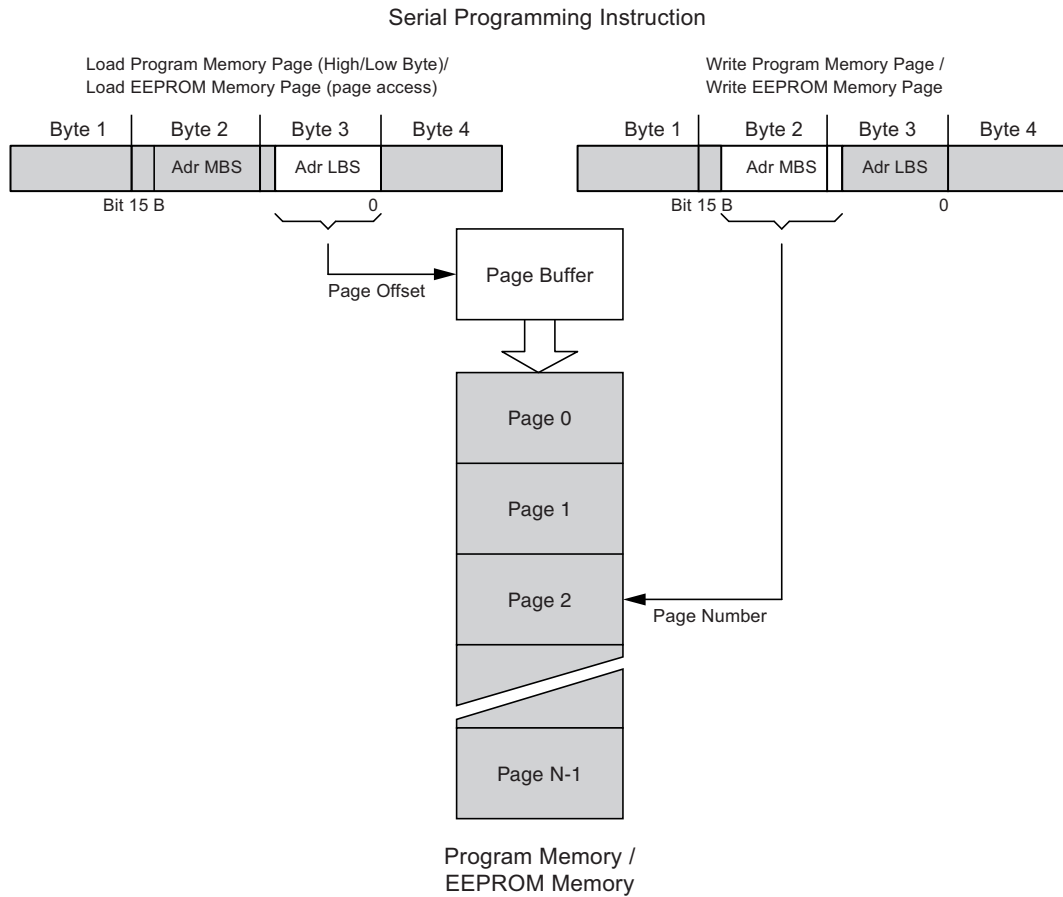 Serial Programming Instruction
Load Program Memory Page (High/Low Byte)/
Load EEPROM Memory Page (page access)
Byte 1 Byte 2 Byte 3 Byte 4
Adr MBS Adr LBS
Bit 15 B 0
Write Program Memory Page /
Write EEPROM Memory Page
Byte 1 Byte 2 Byte 3 Byte 4
Adr MBS Adr LBS
Bit 15 B 0
Page Offset
Page Buffer
Page 0
Page 1
Page 2
Page Number
Page N-1
Program Memory /
EEPROM Memory